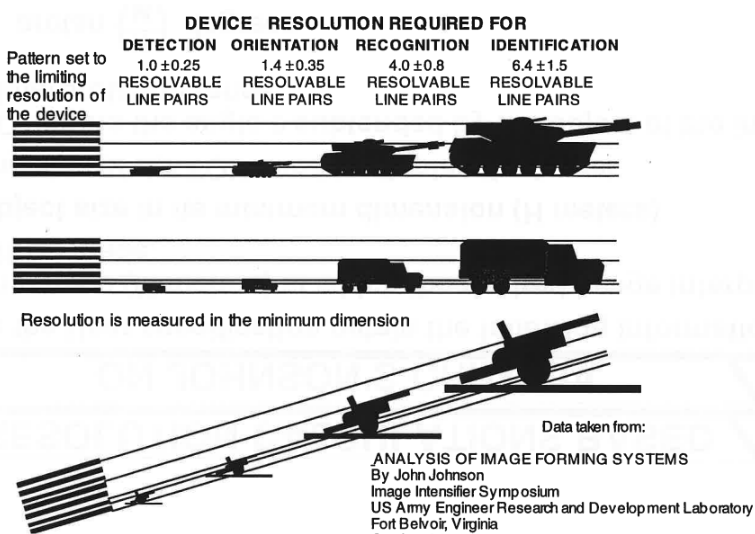 DEVICE RESOLUTION REQUIRED FOR
DETECTION ORIENTATION RECOGNITION IDENTIFICATION
Pattern set to
the limiting
resolution of
the device
1.0 ±0.25
RESOLVABLE
LINE PAIRS
1.4 ±0.35
RESOLVABLE
LINE PAIRS
4.0 ±0.8
RESOLVABLE
LINE PAIRS
6.4 ±1.5
RESOLVABLE
LINE PAIRS
Resolution is measured in the minimum dimension
Data taken from:
ANALYSIS OF IMAGE FORMING SYSTEMS
By John Johnson
Image Intensifier Symposium
US Army Engineer Research and Development Laboratory
Fort Belvoir, Virginia